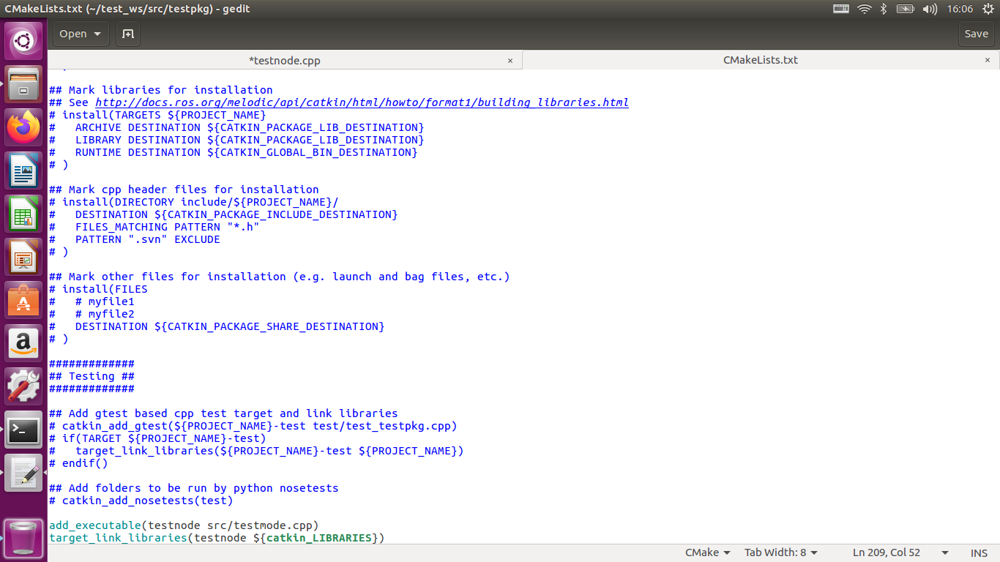 CMakeLists.txt (~/test_ws/src/testpkg) - gedit
16:06
Open
Save
*testnode.cpp ×
CMakeLists.txt ×
## Mark libraries for installation
## See http://docs.ros.org/melodic/api/catkin/html/howto/format1/building_libraries.html
# install(TARGETS ${PROJECT_NAME}
#   ARCHIVE DESTINATION ${CATKIN_PACKAGE_LIB_DESTINATION}
#   LIBRARY DESTINATION ${CATKIN_PACKAGE_LIB_DESTINATION}
#   RUNTIME DESTINATION ${CATKIN_GLOBAL_BIN_DESTINATION}
# )
## Mark cpp header files for installation
# install(DIRECTORY include/${PROJECT_NAME}/
#   DESTINATION ${CATKIN_PACKAGE_INCLUDE_DESTINATION}
#   FILES_MATCHING PATTERN "*.h"
#   PATTERN ".svn" EXCLUDE
# )
## Mark other files for installation (e.g. launch and bag files, etc.)
# install(FILES
#   # myfile1
#   # myfile2
#   DESTINATION ${CATKIN_PACKAGE_SHARE_DESTINATION}
# )
#############
## Testing ##
#############
## Add gtest based cpp test target and link libraries
# catkin_add_gtest(${PROJECT_NAME}-test test/test_testpkg.cpp)
# if(TARGET ${PROJECT_NAME}-test)
#   target_link_libraries(${PROJECT_NAME}-test ${PROJECT_NAME})
# endif()
## Add folders to be run by python nosetests
# catkin_add_nosetests(test)
add_executable(testnode src/testmode.cpp)
target_link_libraries(testnode ${catkin_LIBRARIES})
CMake
Tab Width: 8
Ln 209, Col 52
INS